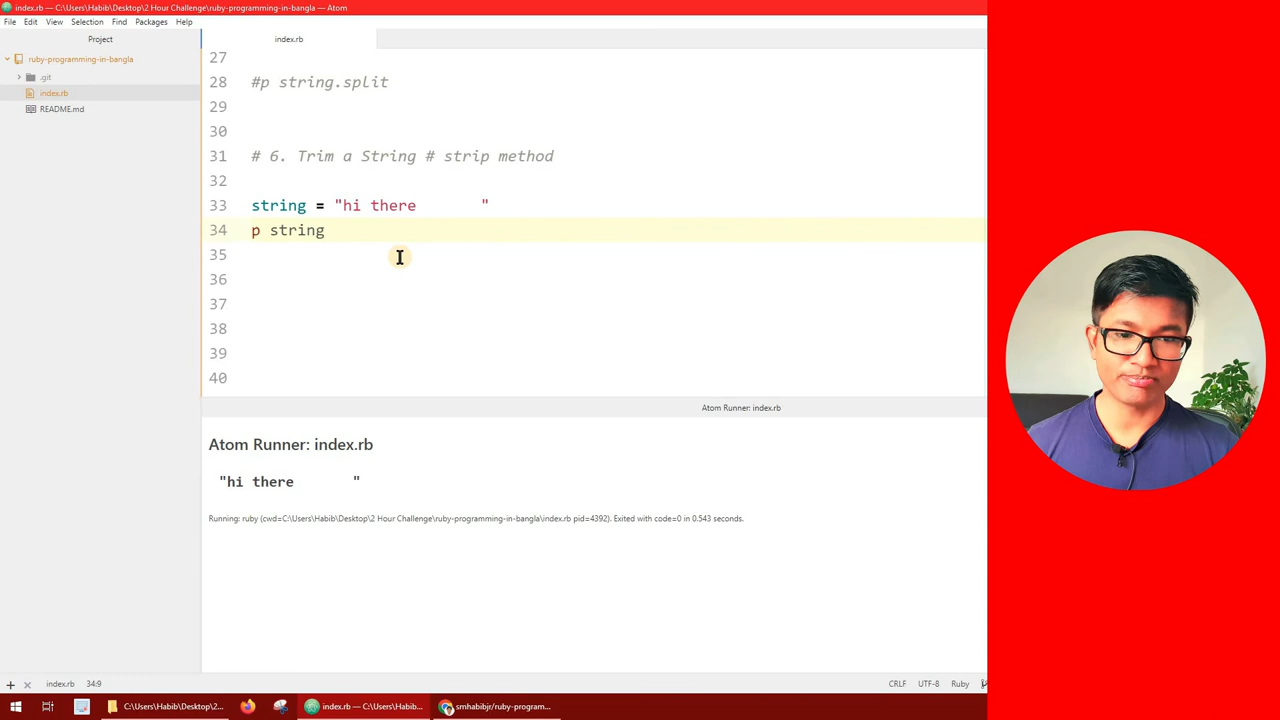 index.rb — C:\Users\Habib\Desktop\2 Hour Challenge\ruby-programming-in-bangla — Atom
File Edit View Selection Find Packages Help
Project
index.rb
ruby-programming-in-bangla
.git
index.rb
README.md
27
28 #p string.split
29
30
31 # 6. Trim a String # strip method
32
33 string = "hi there       "
34 p string
35
36
37
38
39
40
Atom Runner: index.rb
Atom Runner: index.rb
"hi there       "
Running: ruby (cwd=C:\Users\Habib\Desktop\2 Hour Challenge\ruby-programming-in-bangla\index.rb pid=4392). Exited with code=0 in 0.543 seconds.
index.rb 34:9 CRLF UTF-8 Ruby
C:\Users\Habib\Desktop\2... index.rb — C:\Users\Habib... smhabibjr/ruby-program...